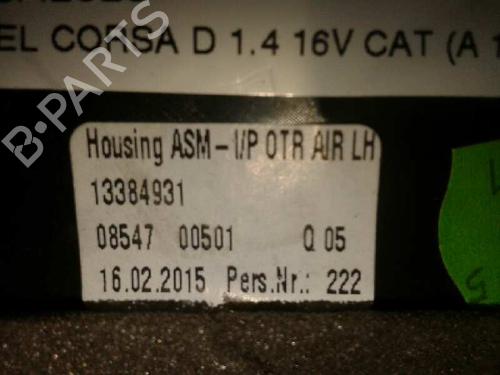 EL CORSA D 1.4 16V CAT (A 1
B-PARTS
Housing ASM - I/P OTR AIR LH
13384931
08547 00501 Q 05
16.02.2015 Pers.Nr.: 222